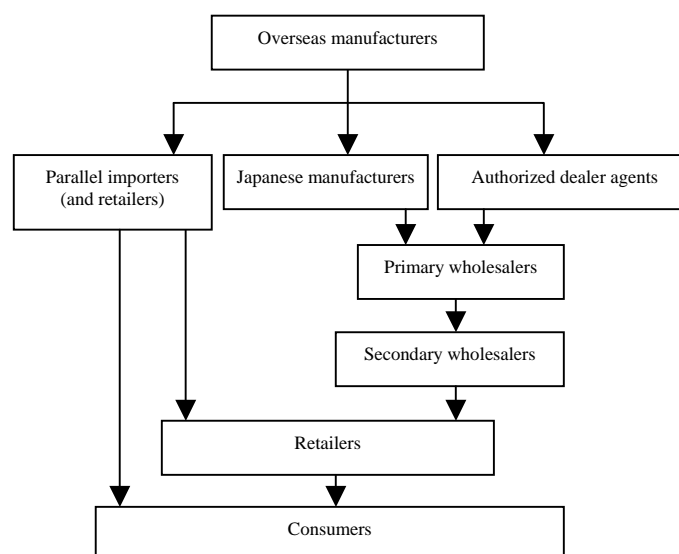 Overseas manufacturers
Parallel importers
(and retailers)
Japanese manufacturers
Authorized dealer agents
Primary wholesalers
Secondary wholesalers
Retailers
Consumers